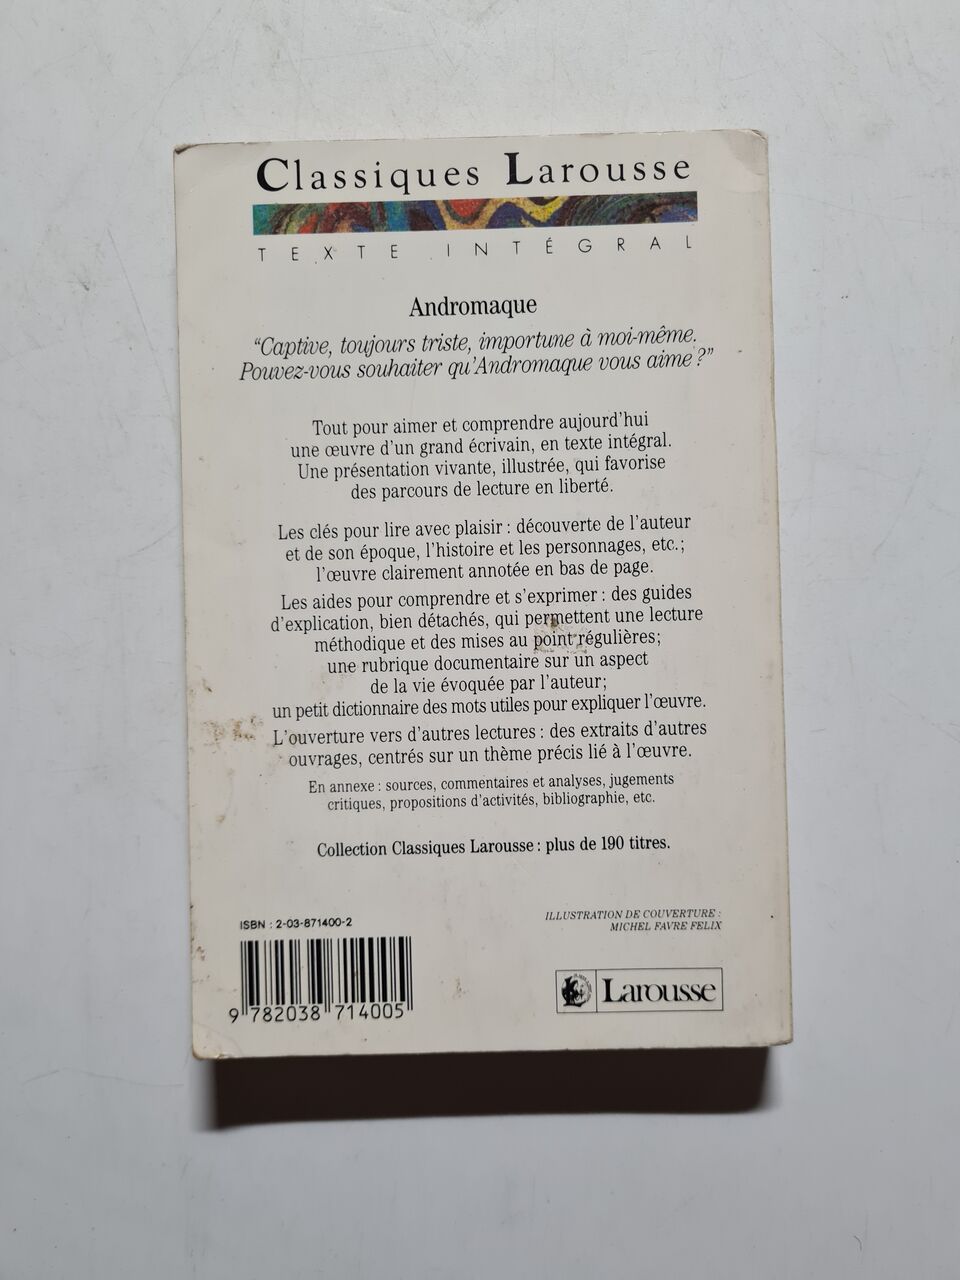 Classiques Larousse
TEXTE INTÉGRAL
Andromaque
“Captive, toujours triste, importune à moi-même.
Pouvez-vous souhaiter qu'Andromaque vous aime ?”
Tout pour aimer et comprendre aujourd'hui
une œuvre d'un grand écrivain, en texte intégral.
Une présentation vivante, illustrée, qui favorise
des parcours de lecture en liberté.
Les clés pour lire avec plaisir : découverte de l'auteur
et de son époque, l'histoire et les personnages, etc. ;
l'œuvre clairement annotée en bas de page.
Les aides pour comprendre et s'exprimer : des guides
d'explication, bien détachés, qui permettent une lecture
méthodique et des mises au point régulières ;
une rubrique documentaire sur un aspect
de la vie évoquée par l'auteur ;
un petit dictionnaire des mots utiles pour expliquer l'œuvre.
L'ouverture vers d'autres lectures : des extraits d'autres
ouvrages, centrés sur un thème précis lié à l'œuvre.
En annexe : sources, commentaires et analyses, jugements
critiques, propositions d'activités, bibliographie, etc.
Collection Classiques Larousse : plus de 190 titres.
ISBN : 2-03-871400-2
9 782038 714005
ILLUSTRATION DE COUVERTURE :
MICHEL FAVRE FELIX
Larousse